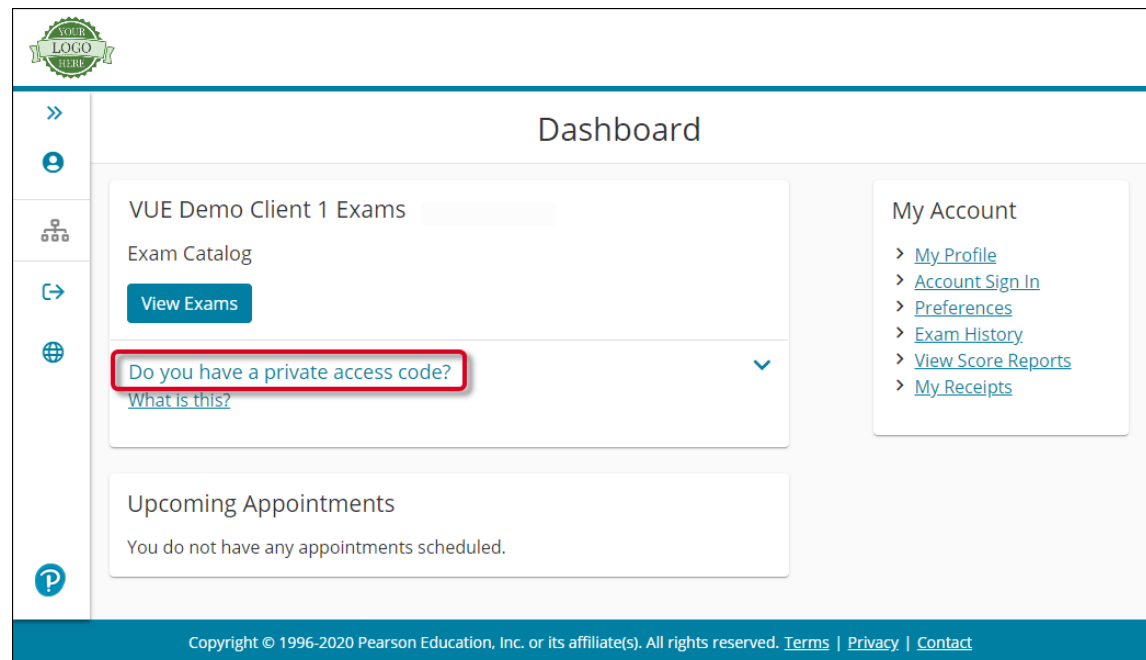 YOUR
LOGO
HERE
Dashboard
VUE Demo Client 1 Exams
Exam Catalog
View Exams
Do you have a private access code?
What is this?
Upcoming Appointments
You do not have any appointments scheduled.
My Account
My Profile
Account Sign In
Preferences
Exam History
View Score Reports
My Receipts
P
Copyright © 1996-2020 Pearson Education, Inc. or its affiliate(s). All rights reserved. Terms | Privacy | Contact